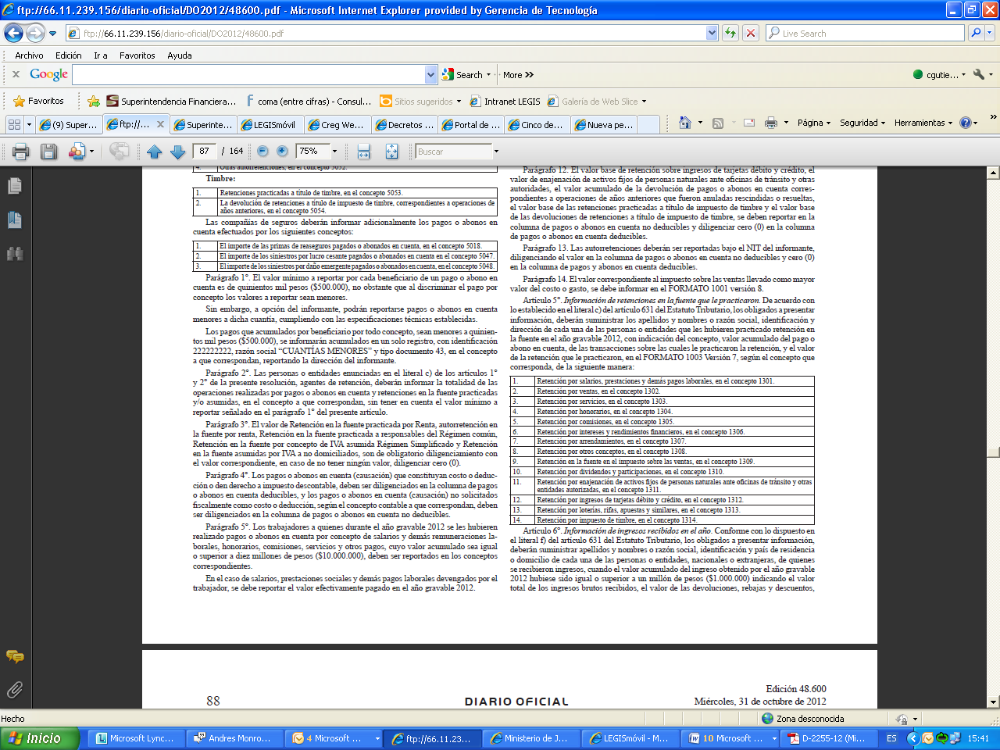 ftp://66.11.239.156/diario-oficial/DO2012/48600.pdf - Microsoft Internet Explorer provided by Gerencia de Tecnología
ftp://66.11.239.156/diario-oficial/DO2012/48600.pdf
Live Search
Archivo Edición Ir a Favoritos Ayuda
x Google Search More »
cgutie...
Favoritos Superintendencia Financiera... coma (entre cifras) - Consul... Sitios sugeridos Intranet LEGIS Galería de Web Slice
(9) Super... ftp://... Superinte... LEGISmóvil Creg We... Decretos ... Portal de ... Cinco de... Nueva pe...
Página Seguridad Herramientas
87 / 164 75% Buscar
4. Otras autorretenciones, en el concepto 5052.
Timbre:
1. Retenciones practicadas a título de timbre, en el concepto 5053.
2. La devolución de retenciones a título de impuesto de timbre, correspondientes a operaciones de
años anteriores, en el concepto 5054.
Las compañías de seguros deberán informar adicionalmente los pagos o abonos en
cuenta efectuados por los siguientes conceptos:
1. El importe de las primas de reaseguros pagados o abonados en cuenta, en el concepto 5018.
2. El importe de los siniestros por lucro cesante pagados o abonados en cuenta en el concepto 5047.
3. El importe de los siniestros por daño emergente pagados o abonados en cuenta, en el concepto 5048.
Parágrafo 1°. El valor mínimo a reportar por cada beneficiario de un pago o abono en
cuenta es de quinientos mil pesos ($500.000), no obstante que al discriminar el pago por
concepto los valores a reportar sean menores.
Sin embargo, a opción del informante, podrán reportarse pagos o abonos en cuenta
menores a dicha cuantía, cumpliendo con las especificaciones técnicas establecidas.
Los pagos que acumulados por beneficiario por todo concepto, sean menores a quinien-
tos mil pesos ($500.000), se informarán acumulados en un solo registro, con identificación
222222222, razón social “CUANTÍAS MENORES” y tipo documento 43, en el concepto
a que correspondan, reportando la dirección del informante.
Parágrafo 2°. Las personas o entidades enunciadas en el literal c) de los artículos 1°
y 2° de la presente resolución, agentes de retención, deberán informar la totalidad de las
operaciones realizadas por pagos o abonos en cuenta y retenciones en la fuente practicadas
y/o asumidas, en el concepto a que correspondan, sin tener en cuenta el valor mínimo a
reportar señalado en el parágrafo 1° del presente artículo.
Parágrafo 3°. El valor de Retención en la fuente practicada por Renta, autorretención en
la fuente por renta, Retención en la fuente practicada a responsables del Régimen común,
Retención en la fuente por concepto de IVA asumida Régimen Simplificado y Retención
en la fuente asumidas por IVA a no domiciliados, son de obligatorio diligenciamiento con
el valor correspondiente, en caso de no tener ningún valor, diligenciar cero (0).
Parágrafo 4°. Los pagos o abonos en cuenta (causación) que constituyan costo o deduc-
ción o den derecho a impuesto descontable, deben ser diligenciados en la columna de pagos
o abonos en cuenta deducibles, y los pagos o abonos en cuenta (causación) no solicitados
fiscalmente como costo o deducción, según el concepto contable a que correspondan, deben
ser diligenciados en la columna de pagos o abonos en cuenta no deducibles.
Parágrafo 5°. Los trabajadores a quienes durante el año gravable 2012 se les hubieren
realizado pagos o abonos en cuenta por concepto de salarios y demás remuneraciones la-
borales, honorarios, comisiones, servicios y otros pagos, cuyo valor acumulado sea igual
o superior a diez millones de pesos ($10.000.000), deben ser reportados en los conceptos
correspondientes.
En el caso de salarios, prestaciones sociales y demás pagos laborales devengados por el
trabajador, se debe reportar el valor efectivamente pagado en el año gravable 2012.
Parágrafo 12. El valor base de retención sobre ingresos de tarjetas débito y crédito, el
valor de enajenación de activos fijos de personas naturales ante oficinas de tránsito y otras
autoridades, el valor acumulado de la devolución de pagos o abonos en cuenta corres-
pondientes a operaciones de años anteriores que fueron anuladas rescindidas o resueltas,
el valor base de las retenciones practicadas a título de impuesto de timbre y el valor base
de las devoluciones de retenciones a título de impuesto de timbre, se deben reportar en la
columna de pagos o abonos en cuenta no deducibles y diligenciar cero (0) en la columna
de pagos o abonos en cuenta deducibles.
Parágrafo 13. Las autorretenciones deberán ser reportadas bajo el NIT del informante,
diligenciando el valor en la columna de pagos o abonos en cuenta no deducibles y cero (0)
en la columna de pagos y abonos en cuenta deducibles.
Parágrafo 14. El valor correspondiente al impuesto sobre las ventas llevado como mayor
valor del costo o gasto, se debe informar en el FORMATO 1001 versión 8.
Artículo 5°. Información de retenciones en la fuente que le practicaron. De acuerdo con
lo establecido en el literal c) del artículo 631 del Estatuto Tributario, los obligados a presentar
información, deberán suministrar los apellidos y nombres o razón social, identificación y
dirección de cada una de las personas o entidades que les hubieren practicado retención en
la fuente en el año gravable 2012, con indicación del concepto, valor acumulado del pago o
abono en cuenta, de las transacciones sobre las cuales le practicaron la retención, y el valor
de la retención que le practicaron, en el FORMATO 1003 Versión 7, según el concepto que
corresponda, de la siguiente manera:
1. Retención por salarios, prestaciones y demás pagos laborales, en el concepto 1301.
2. Retención por ventas, en el concepto 1302.
3. Retención por servicios, en el concepto 1303.
4. Retención por honorarios, en el concepto 1304.
5. Retención por comisiones, en el concepto 1305.
6. Retención por intereses y rendimientos financieros, en el concepto 1306.
7. Retención por arrendamientos, en el concepto 1307.
8. Retención por otros conceptos, en el concepto 1308.
9. Retención en la fuente en el impuesto sobre las ventas, en el concepto 1309.
10. Retención por dividendos y participaciones, en el concepto 1310.
11. Retención por enajenación de activos fijos de personas naturales ante oficinas de tránsito y otras
entidades autorizadas, en el concepto 1311.
12. Retención por ingresos de tarjetas débito y crédito, en el concepto 1312.
13. Retención por loterías, rifas, apuestas y similares, en el concepto 1313.
14. Retención por impuesto de timbre, en el concepto 1314.
Artículo 6°. Información de ingresos recibidos en el año. Conforme con lo dispuesto en
el literal f) del artículo 631 del Estatuto Tributario, los obligados a presentar información,
deberán suministrar apellidos y nombres o razón social, identificación y país de residencia
o domicilio de cada una de las personas o entidades, nacionales o extranjeras, de quienes
se recibieron ingresos, cuando el valor acumulado del ingreso obtenido por el año gravable
2012 hubiese sido igual o superior a un millón de pesos ($1.000.000) indicando el valor
total de los ingresos brutos recibidos, el valor de las devoluciones, rebajas y descuentos,
88 DIARIO OFICIAL
Edición 48.600
Miércoles, 31 de octubre de 2012
Hecho Zona desconocida
Inicio Microsoft Lync... Andres Monro... 4 Microsoft ... ftp://66.11.23... Ministerio de J... LEGISmóvil - M... 10 Microsoft ... D-2255-12 (Mi... ES 15:41